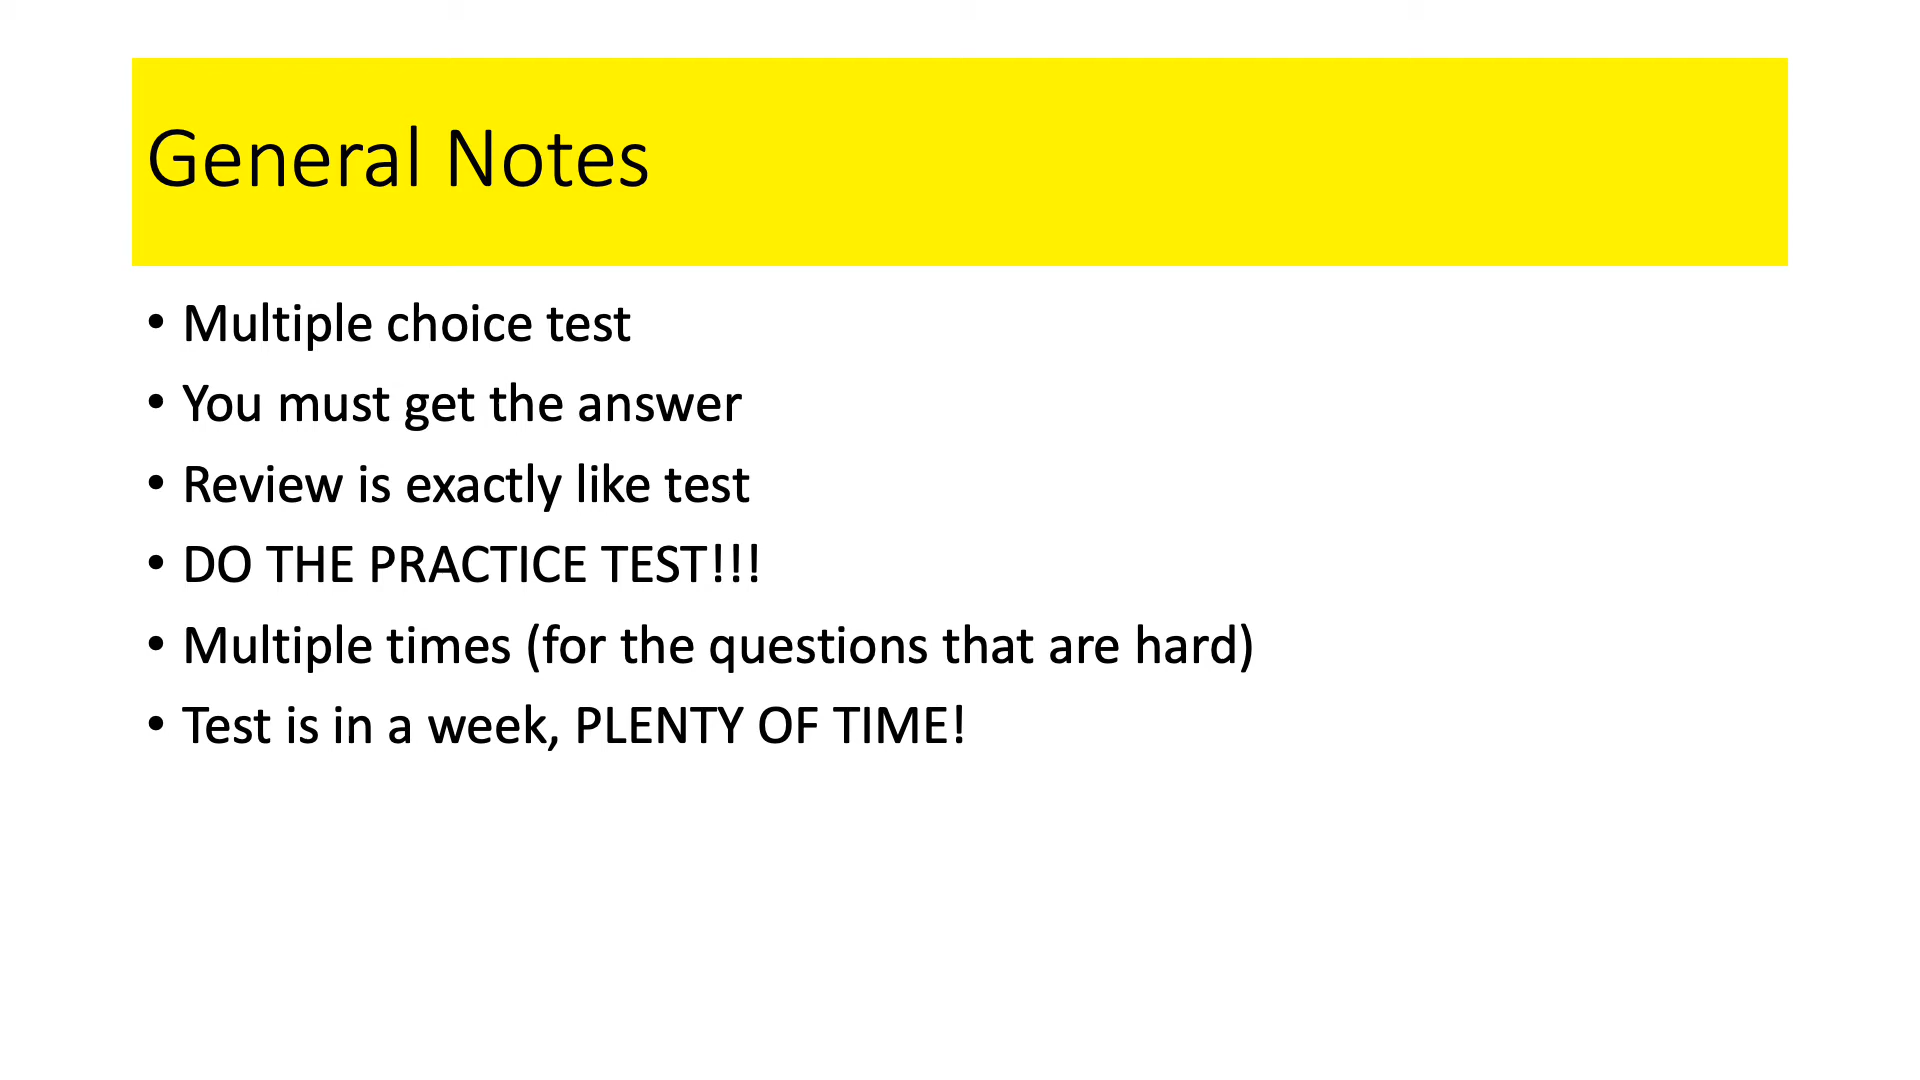 General Notes
• Multiple choice test
• You must get the answer
• Review is exactly like test
• DO THE PRACTICE TEST!!!
• Multiple times (for the questions that are hard)
• Test is in a week, PLENTY OF TIME!